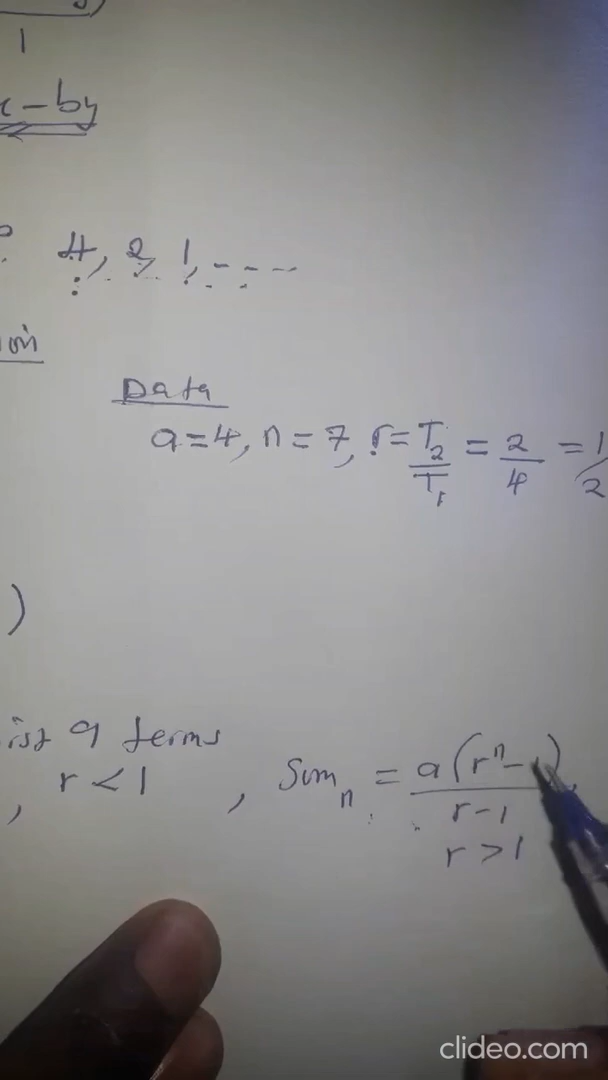 1
- by
4, 2, 1, - - - -
Data
a = 4, n = 7, r = T₂/T₁ = 2/4 = 1/2
)
9 terms
, r < 1 , Sum_n = a(rⁿ - 1)/r - 1
r > 1
clideo.com